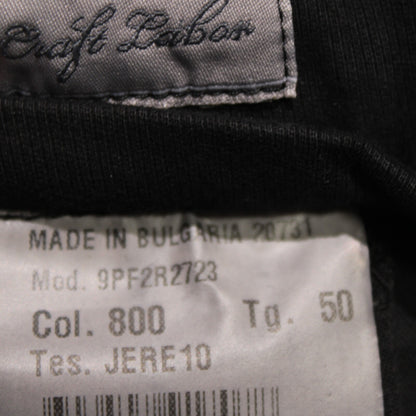 Craft Labor
MADE IN BULGARIA 20731
Mod. 9PF2R2723
Col. 800 Tg. 50
Tes. JERE10